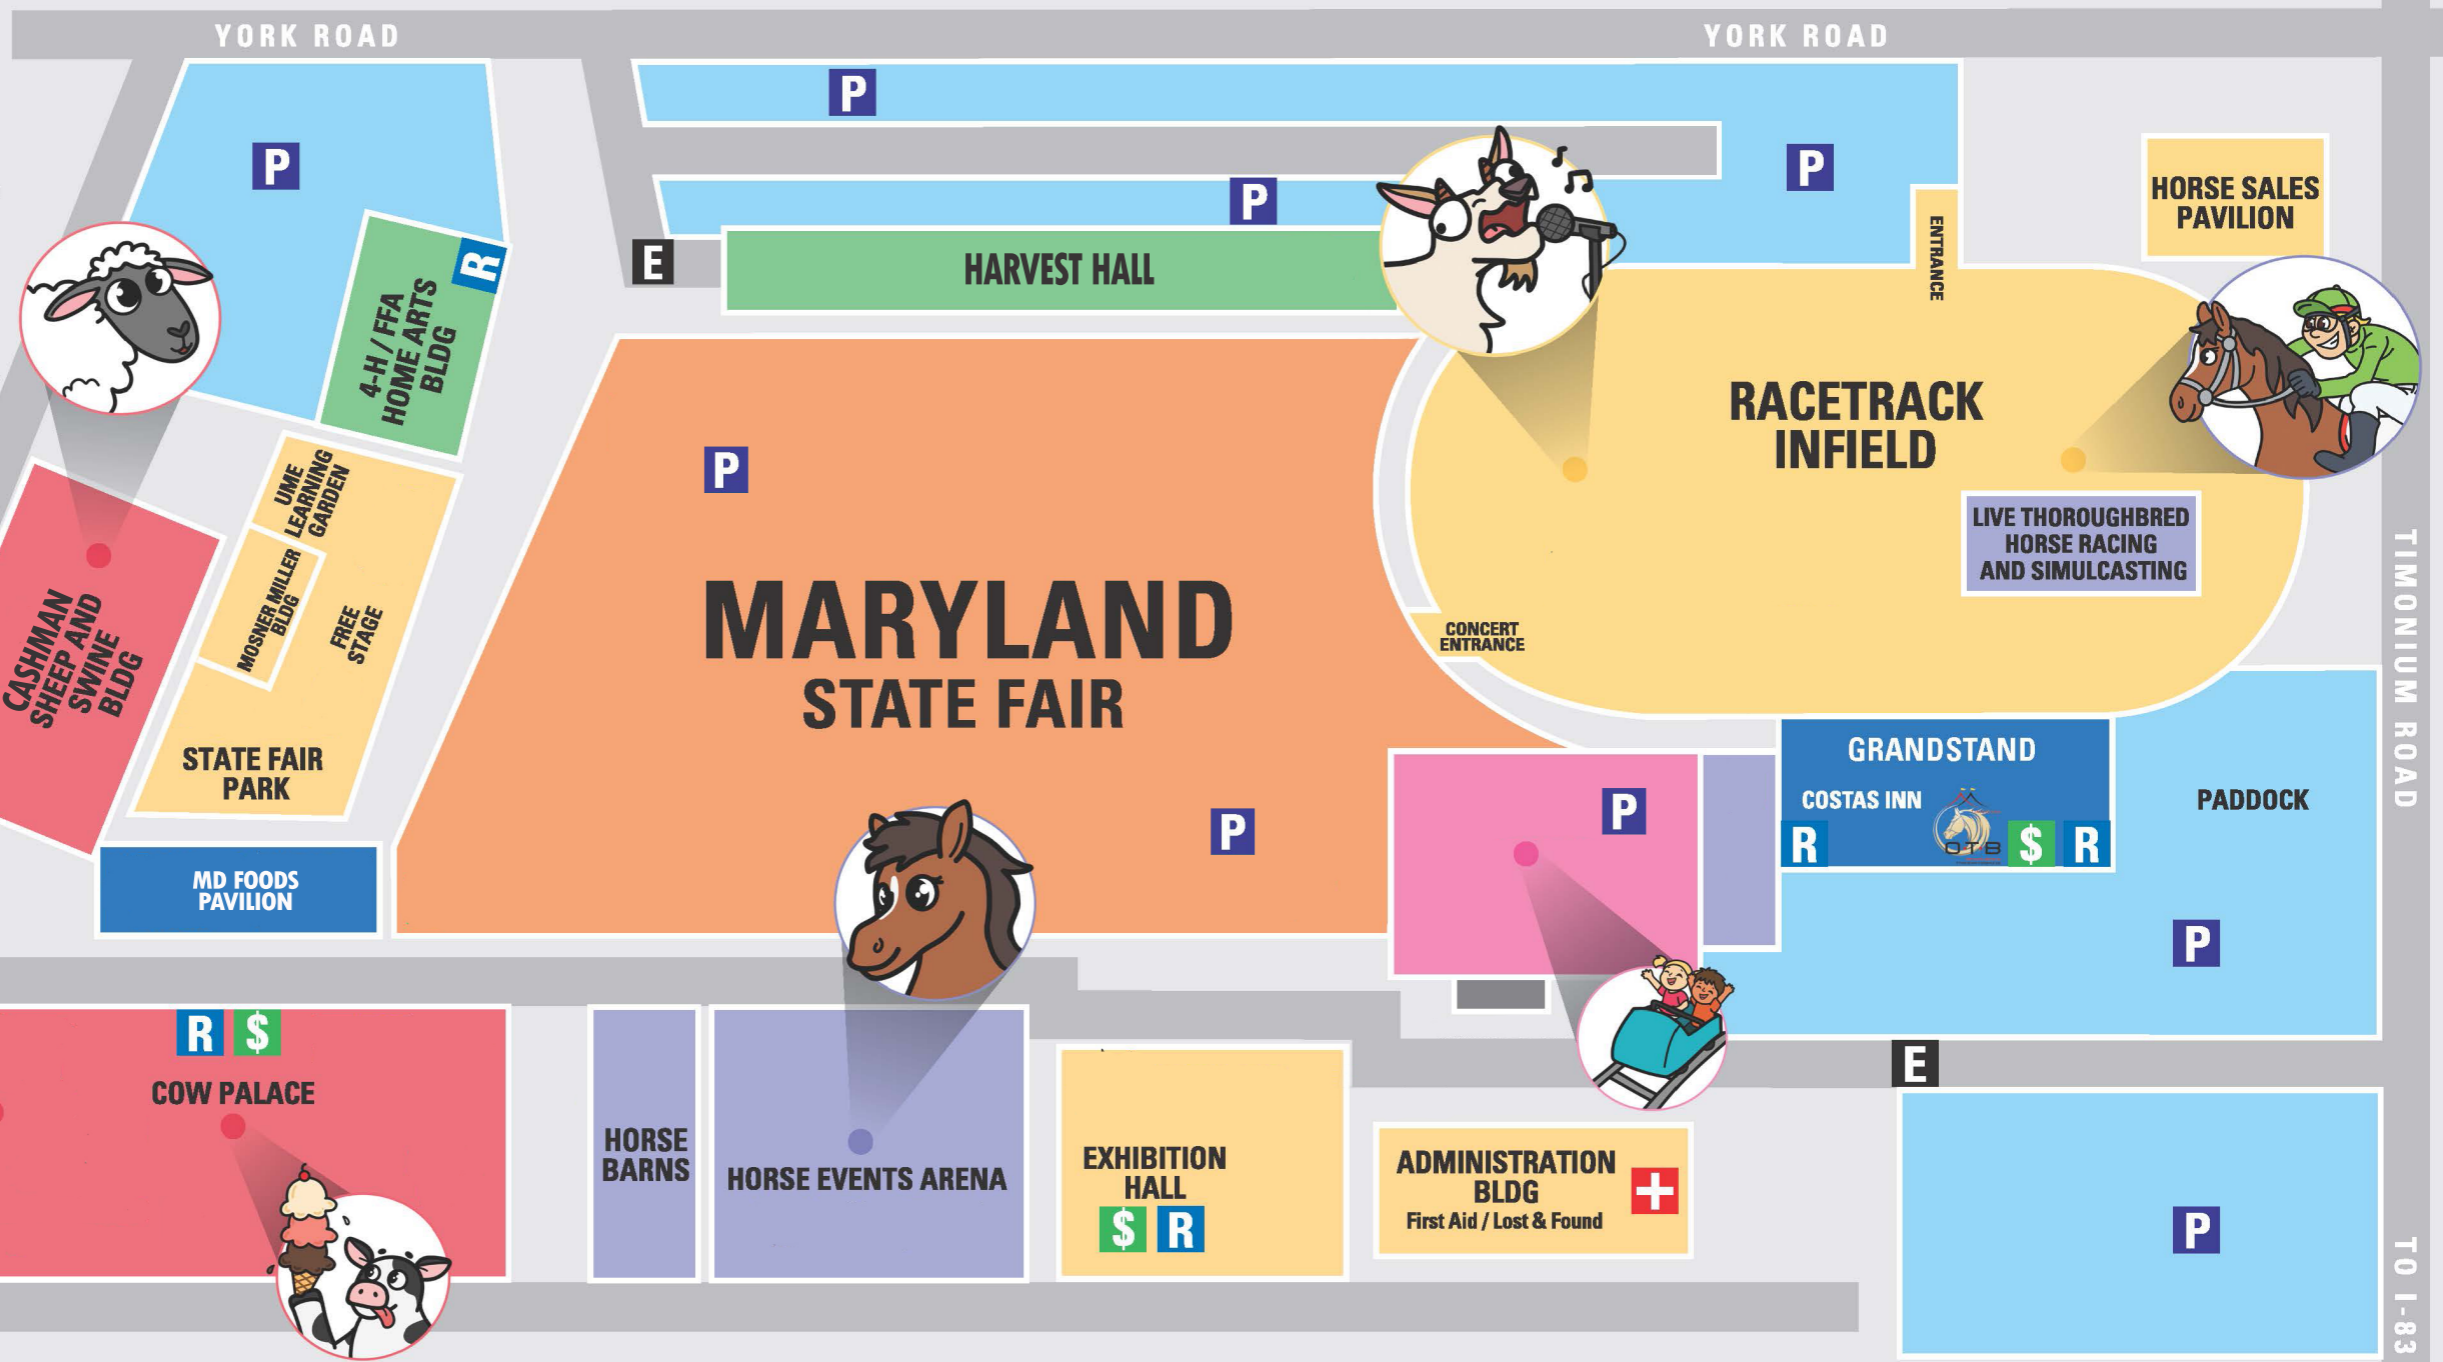 YORK ROAD
YORK ROAD
P
P
P
P
P
R
E
4-H / FFA
HOME ARTS
BLDG
HARVEST HALL
ENTRANCE
HORSE SALES
PAVILION
RACETRACK
INFIELD
LIVE THOROUGHBRED
HORSE RACING
AND SIMULCASTING
CONCERT
ENTRANCE
TIMONIUM ROAD
P
MARYLAND
STATE FAIR
UME
LEARNING
GARDEN
MOSNER MILLER
BLDG
FREE
STAGE
CASHMAN
SHEEP AND
SWINE
BLDG
STATE FAIR
PARK
MD FOODS
PAVILION
P
P
GRANDSTAND
COSTAS INN
OTB
R
$
R
PADDOCK
P
R $
COW PALACE
HORSE
BARNS
HORSE EVENTS ARENA
EXHIBITION
HALL
$ R
ADMINISTRATION
BLDG
First Aid / Lost & Found
E
P
TO I-83